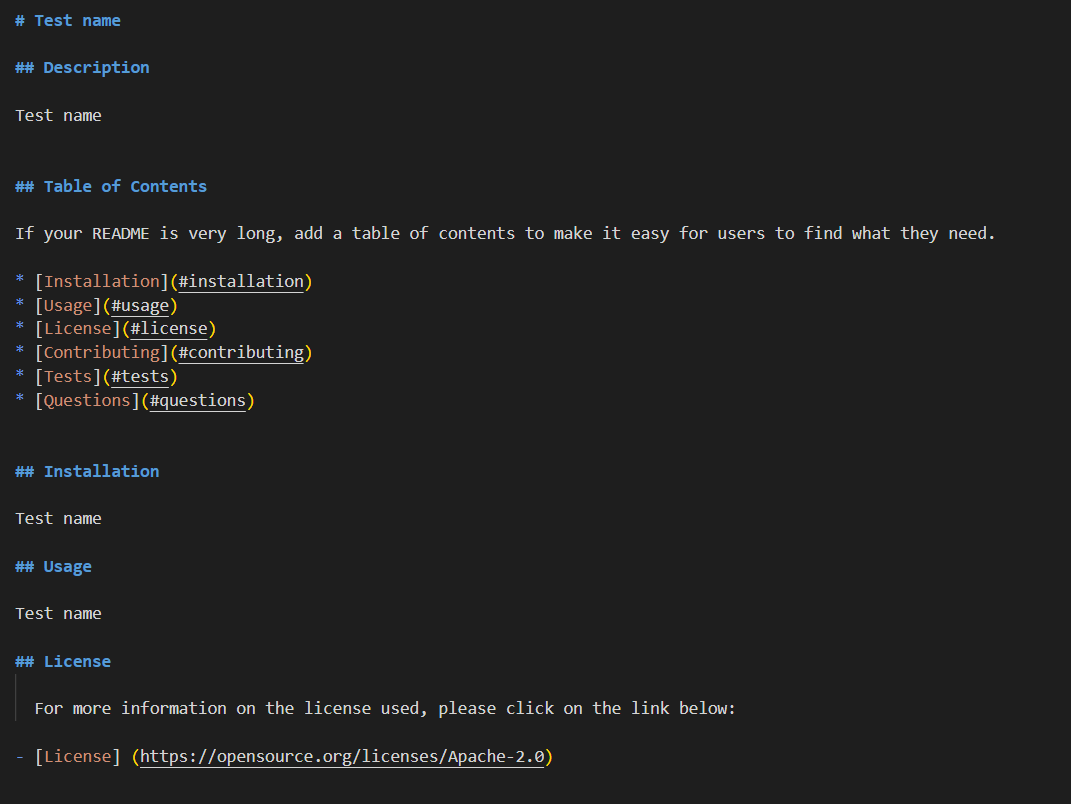 # Test name
## Description
Test name
## Table of Contents
If your README is very long, add a table of contents to make it easy for users to find what they need.
* [Installation](#installation)
* [Usage](#usage)
* [License](#license)
* [Contributing](#contributing)
* [Tests](#tests)
* [Questions](#questions)
## Installation
Test name
## Usage
Test name
## License
For more information on the license used, please click on the link below:
- [License] (https://opensource.org/licenses/Apache-2.0)